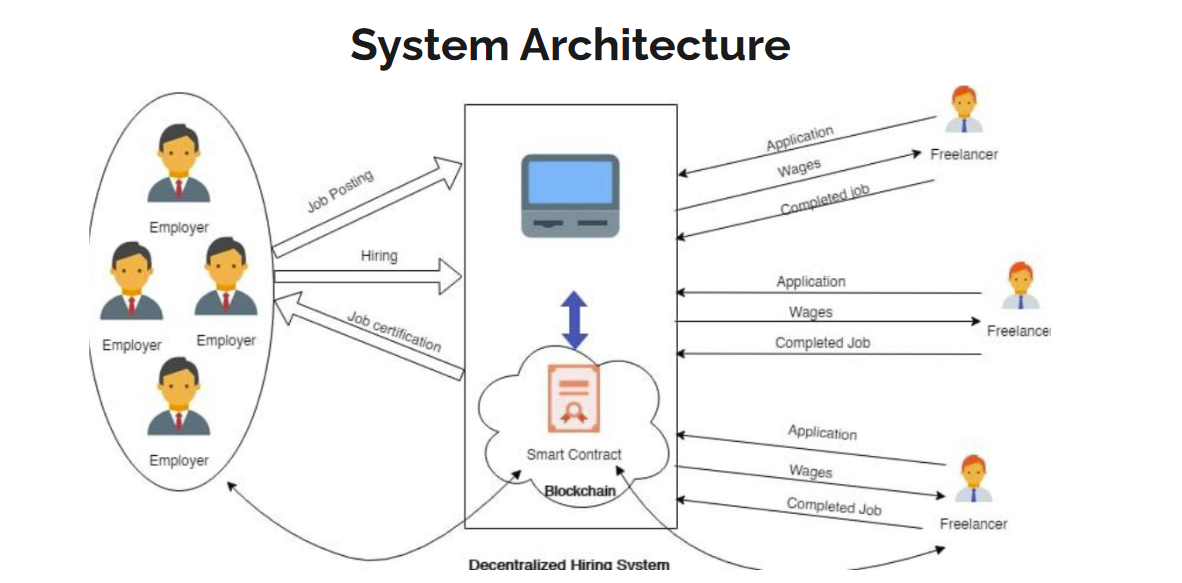 System Architecture
Employer
Employer
Employer
Employer
Job Posting
Hiring
Job certification
Smart Contract
Blockchain
Decentralized Hiring System
Application
Wages
Completed job
Freelancer
Application
Wages
Completed Job
Freelancer
Application
Wages
Completed Job
Freelancer